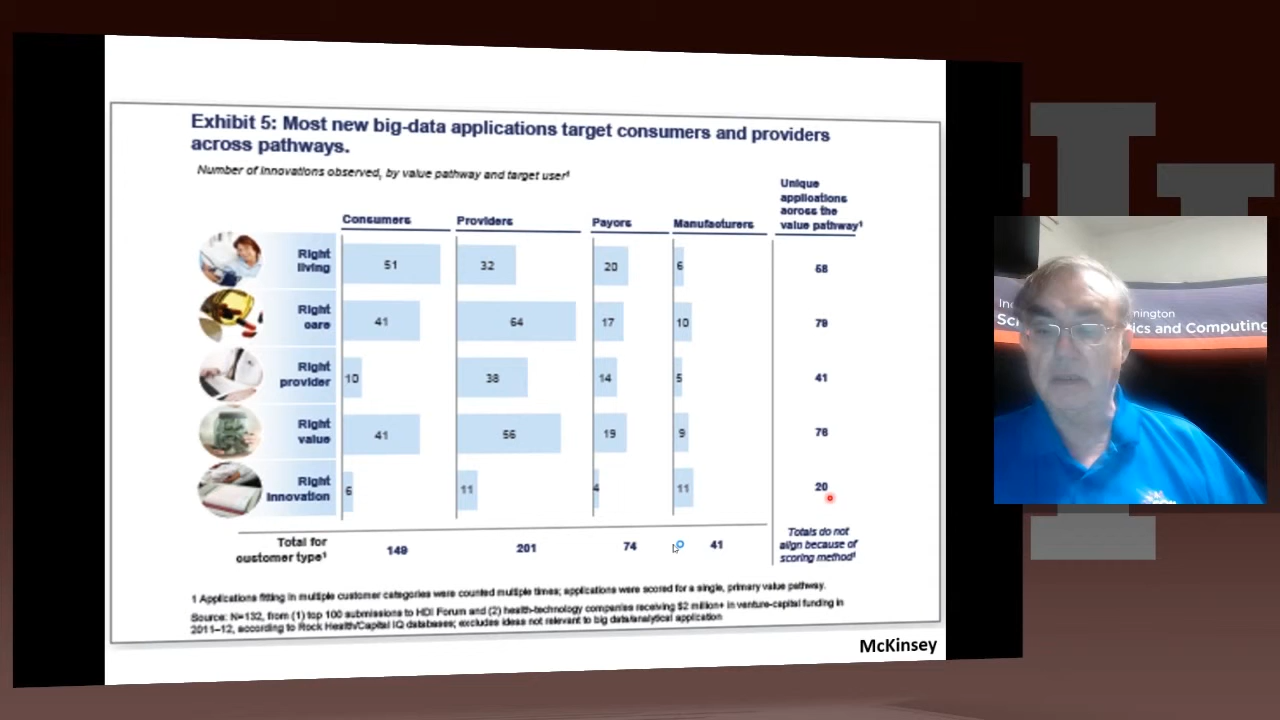 Exhibit 5: Most new big-data applications target consumers and providers
across pathways.
Number of innovations observed, by value pathway and target user¹
Unique
applications
across the
value pathway¹
Consumers Providers Payors Manufacturers
Right
living
51 32 20 6 68
Right
care
41 64 17 10 79
Right
provider
10 38 14 5 41
Right
value
41 56 19 9 76
Right
Innovation
6 11 4 11 20
Total for
customer type¹
149 201 74 41
Totals do not
align because of
scoring method¹
1 Applications fitting in multiple customer categories were counted multiple times; applications were scored for a single, primary value pathway.
Source: N=132, from (1) top 100 submissions to HDI Forum and (2) health-technology companies receiving $2 million+ in venture-capital funding in
2011–12, according to Rock Health/Capital IQ databases; excludes ideas not relevant to big data/analytical application
McKinsey
nington
ics and Computing